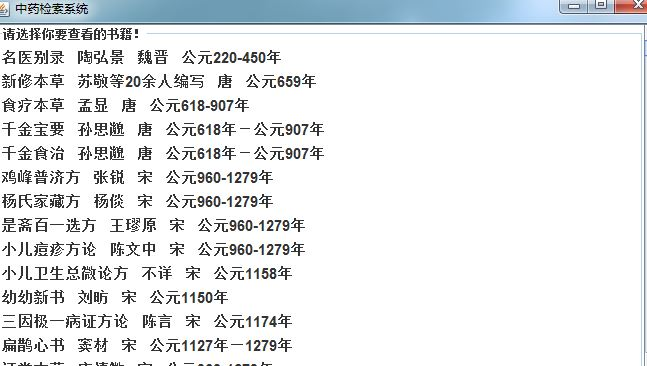 中药检索系统
请选择你要查看的书籍！
名医别录 陶弘景 魏晋 公元220-450年
新修本草 苏敬等20余人编写 唐 公元659年
食疗本草 孟显 唐 公元618-907年
千金宝要 孙思邈 唐 公元618年－公元907年
千金食治 孙思邈 唐 公元618年－公元907年
鸡峰普济方 张锐 宋 公元960-1279年
杨氏家藏方 杨倓 宋 公元960-1279年
是斋百一选方 王璆原 宋 公元960-1279年
小儿痘疹方论 陈文中 宋 公元960-1279年
小儿卫生总微论方 不详 宋 公元1158年
幼幼新书 刘昉 宋 公元1150年
三因极一病证方论 陈言 宋 公元1174年
扁鹊心书 窦材 宋 公元1127年－1279年